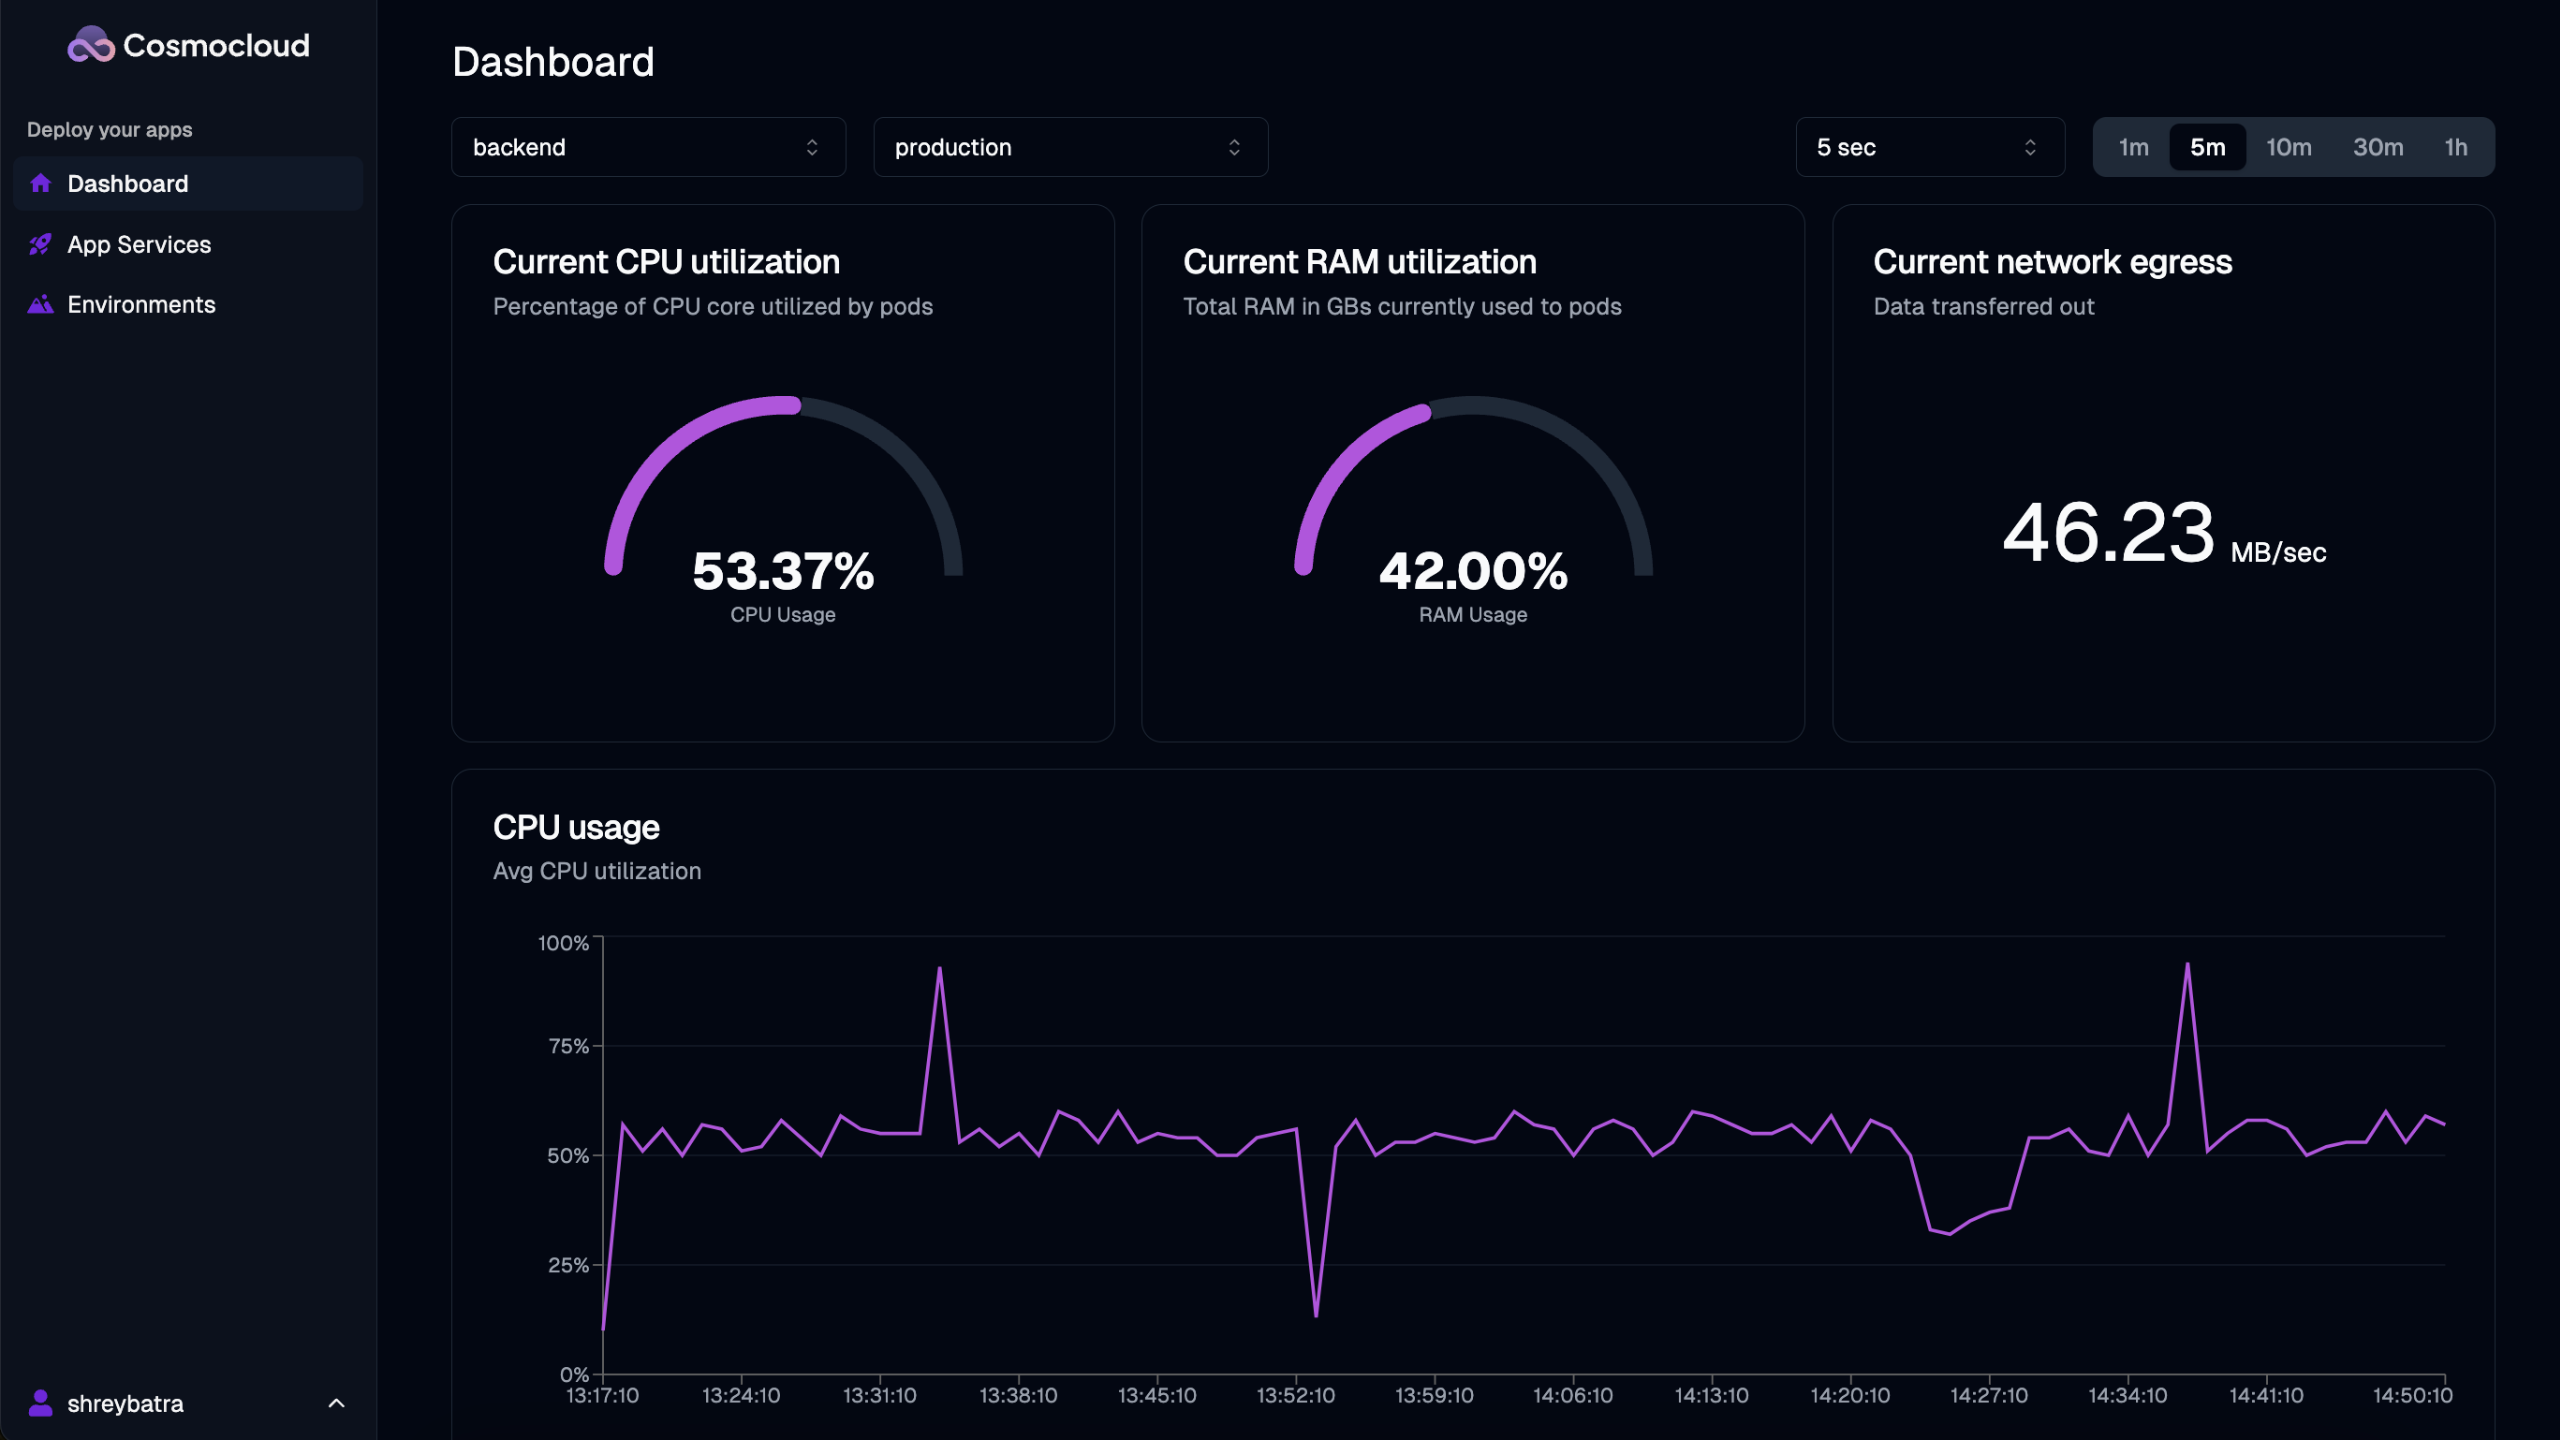 Cosmocloud
Deploy your apps
Dashboard
App Services
Environments
shreybatra
Dashboard
backend
production
5 sec
1m 5m 10m 30m 1h
Current CPU utilization
Percentage of CPU core utilized by pods
53.37%
CPU Usage
Current RAM utilization
Total RAM in GBs currently used to pods
42.00%
RAM Usage
Current network egress
Data transferred out
46.23 MB/sec
CPU usage
Avg CPU utilization
100%
75%
50%
25%
0%
13:17:10 13:24:10 13:31:10 13:38:10 13:45:10 13:52:10 13:59:10 14:06:10 14:13:10 14:20:10 14:27:10 14:34:10 14:41:10 14:50:10